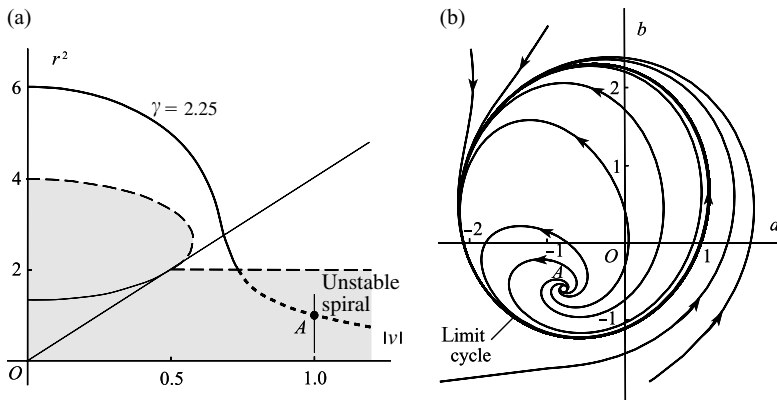 (a)
r²
6
γ = 2.25
4
2
Unstable
spiral
A
|ν|
O
0.5
1.0
(b)
b
2
1
a
−2
−1
O
1
A
−1
Limit
cycle